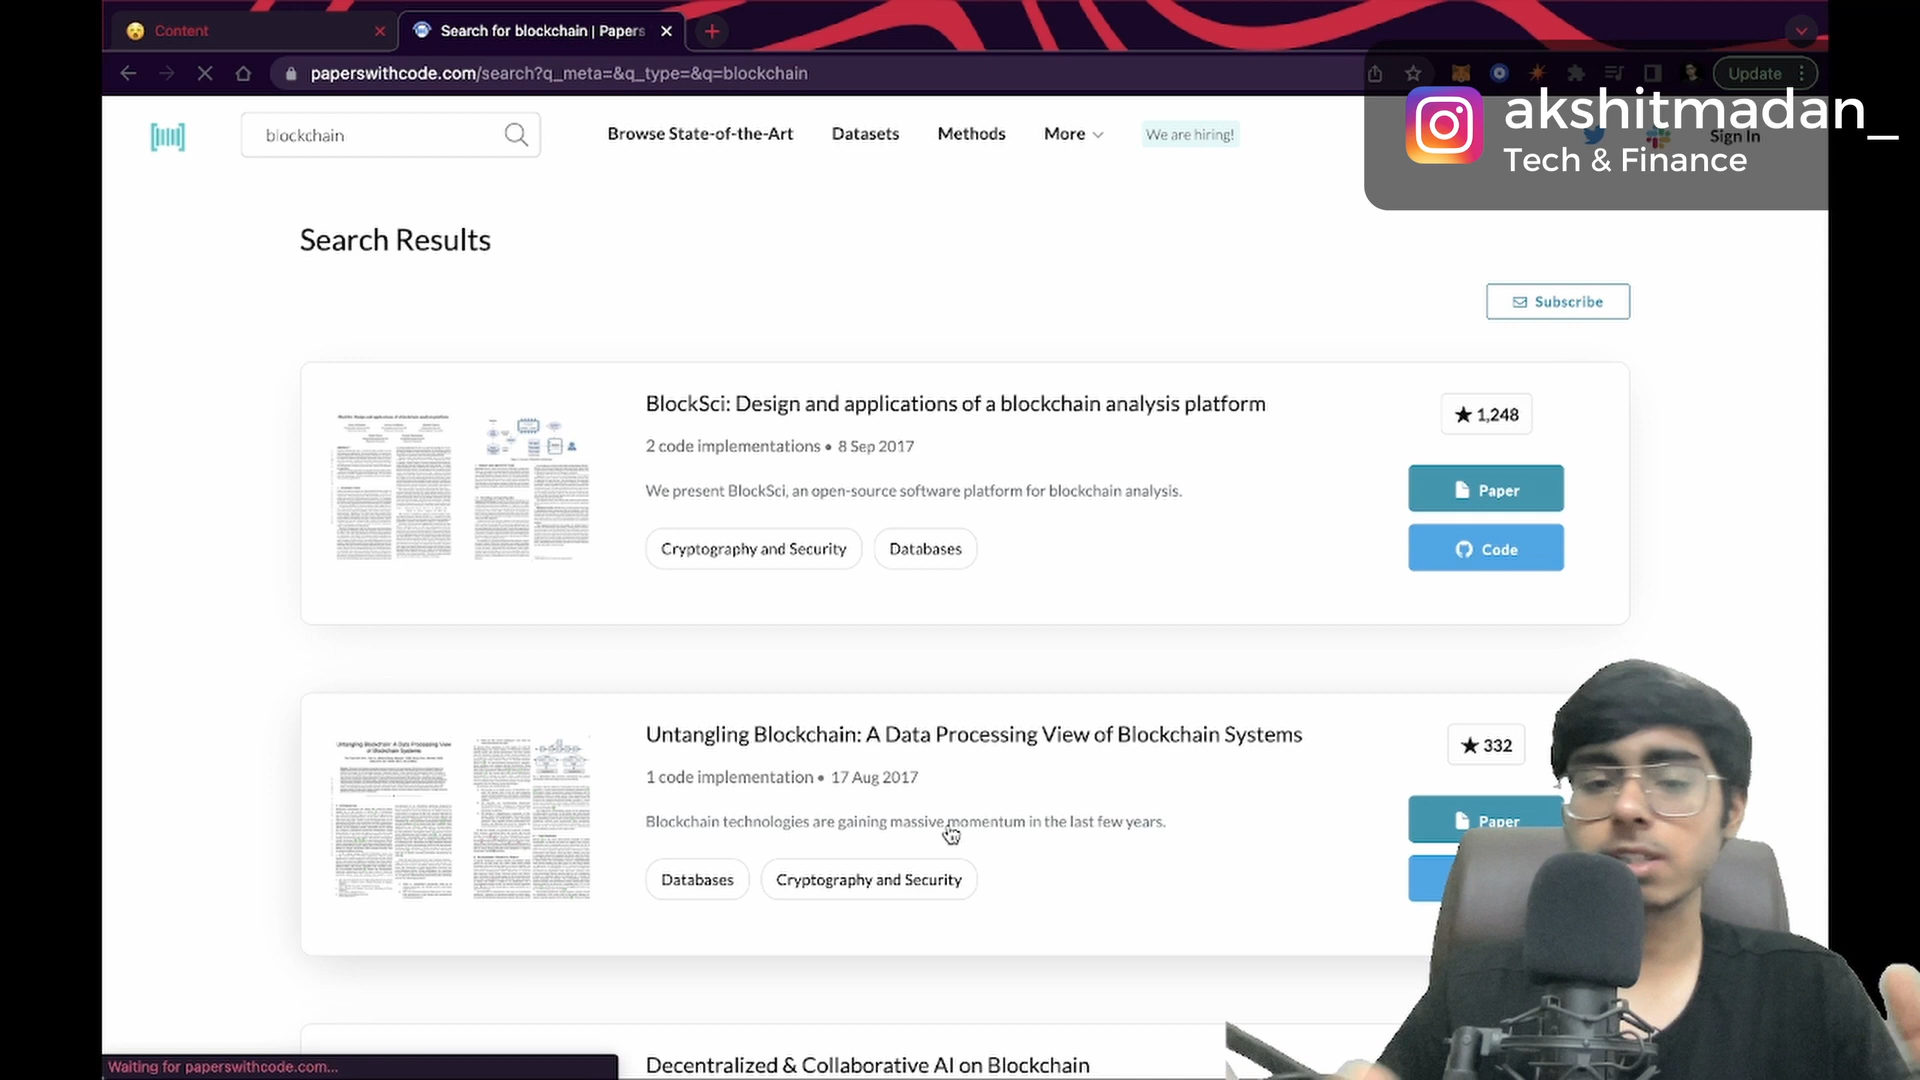 Content
Search for blockchain | Papers
paperswithcode.com/search?q_meta=&q_type=&q=blockchain
Update
akshitmadan_
Tech & Finance
blockchain
Browse State-of-the-Art
Datasets
Methods
More
We are hiring!
Sign In
Search Results
Subscribe
BlockSci: Design and applications of a blockchain analysis platform
1,248
2 code implementations • 8 Sep 2017
We present BlockSci, an open-source software platform for blockchain analysis.
Paper
Cryptography and Security
Databases
Code
Untangling Blockchain: A Data Processing View of Blockchain Systems
332
1 code implementation • 17 Aug 2017
Blockchain technologies are gaining massive momentum in the last few years.
Paper
Databases
Cryptography and Security
Decentralized & Collaborative AI on Blockchain
Waiting for paperswithcode.com...